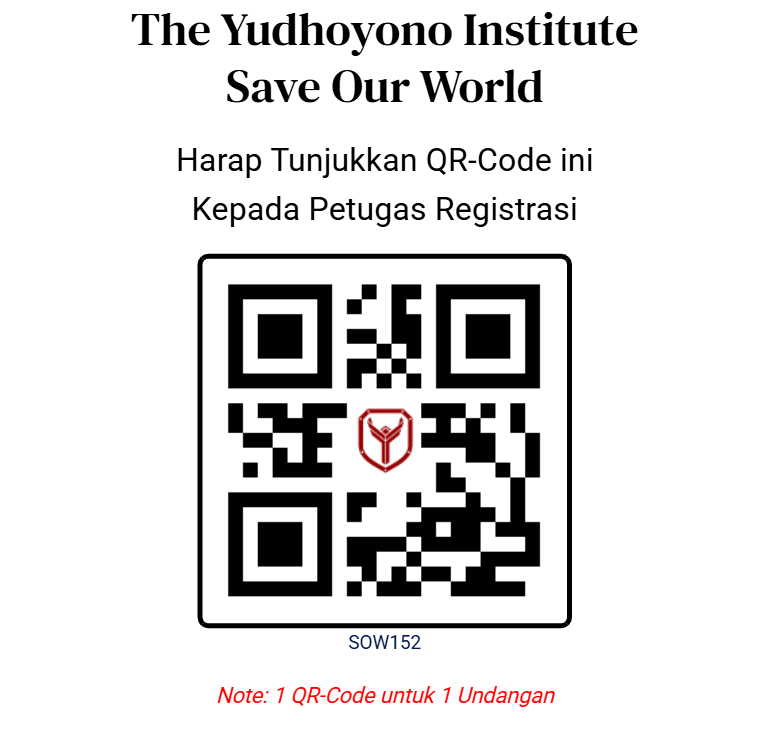 The Yudhoyono Institute
Save Our World
Harap Tunjukkan QR-Code ini
Kepada Petugas Registrasi
SOW152
Note: 1 QR-Code untuk 1 Undangan